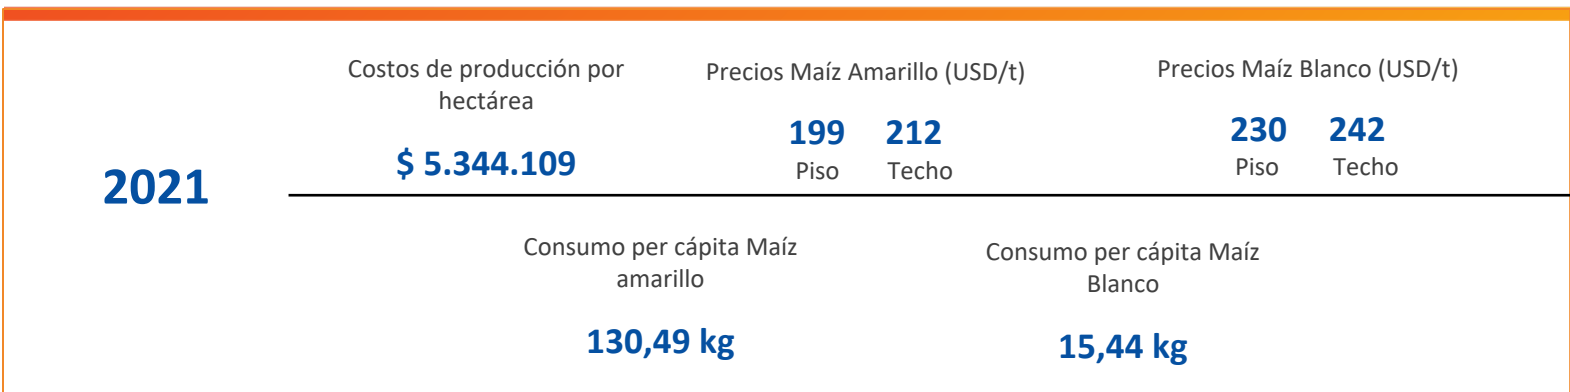 2021
Costos de producción por
hectárea
$ 5.344.109
Precios Maíz Amarillo (USD/t)
199 212
Piso Techo
Precios Maíz Blanco (USD/t)
230 242
Piso Techo
Consumo per cápita Maíz
amarillo
130,49 kg
Consumo per cápita Maíz
Blanco
15,44 kg